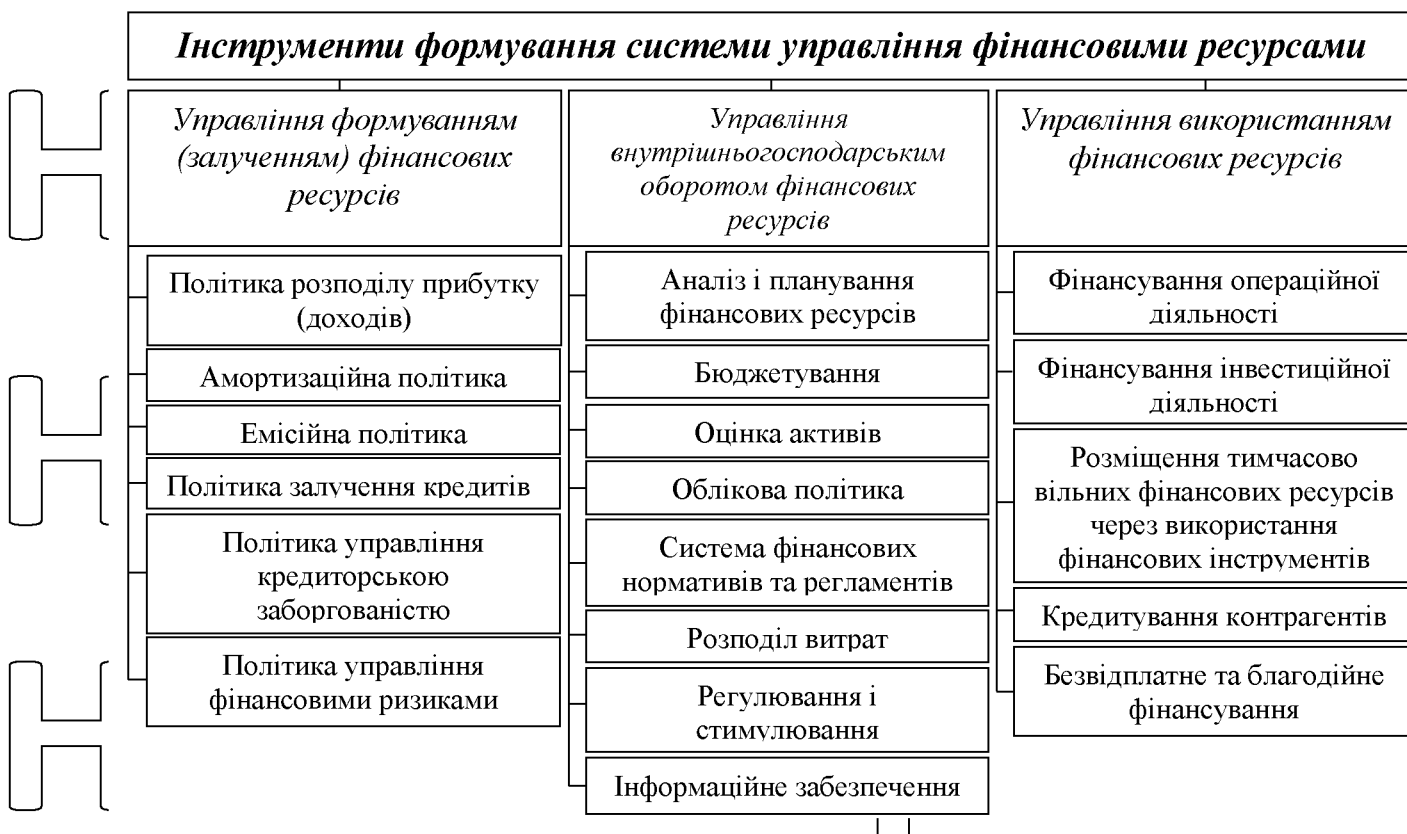 Інструменти формування системи управління фінансовими ресурсами
Управління формуванням
(залученням) фінансових
ресурсів
Політика розподілу прибутку
(доходів)
Амортизаційна політика
Емісійна політика
Політика залучення кредитів
Політика управління
кредиторською
заборгованістю
Політика управління
фінансовими ризиками
Управління
внутрішньогосподарським
оборотом фінансових
ресурсів
Аналіз і планування
фінансових ресурсів
Бюджетування
Оцінка активів
Облікова політика
Система фінансових
нормативів та регламентів
Розподіл витрат
Регулювання і
стимулювання
Інформаційне забезпечення
Управління використанням
фінансових ресурсів
Фінансування операційної
діяльності
Фінансування інвестиційної
діяльності
Розміщення тимчасово
вільних фінансових ресурсів
через використання
фінансових інструментів
Кредитування контрагентів
Безвідплатне та благодійне
фінансування